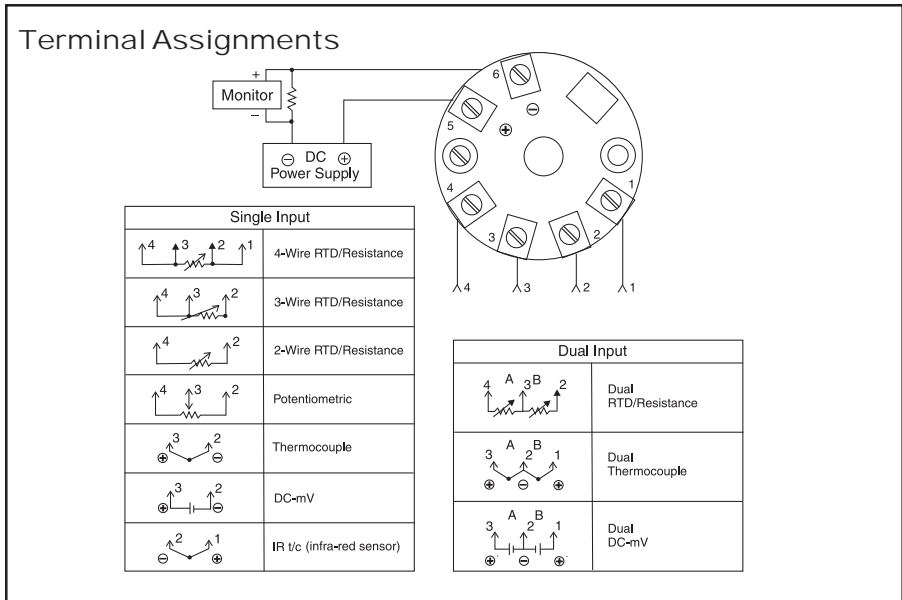 Terminal Assignments
+
Monitor
−
⊖ DC ⊕
Power Supply
6
5
⊖
⊕
4
3
2
1
4 3 2 1
Single Input
4 3 2 1
4-Wire RTD/Resistance
4 3 2
3-Wire RTD/Resistance
4 2
2-Wire RTD/Resistance
4 3 2
Potentiometric
3 2
⊕ ⊖
Thermocouple
3 2
⊕ ⊖
DC-mV
2 1
⊖ ⊕
IR t/c (infra-red sensor)
Dual Input
4 A 3 B 2
Dual
RTD/Resistance
A B
3 2 1
⊕ ⊖ ⊕
Dual
Thermocouple
A B
3 2 1
⊕ ⊖ ⊕
Dual
DC-mV